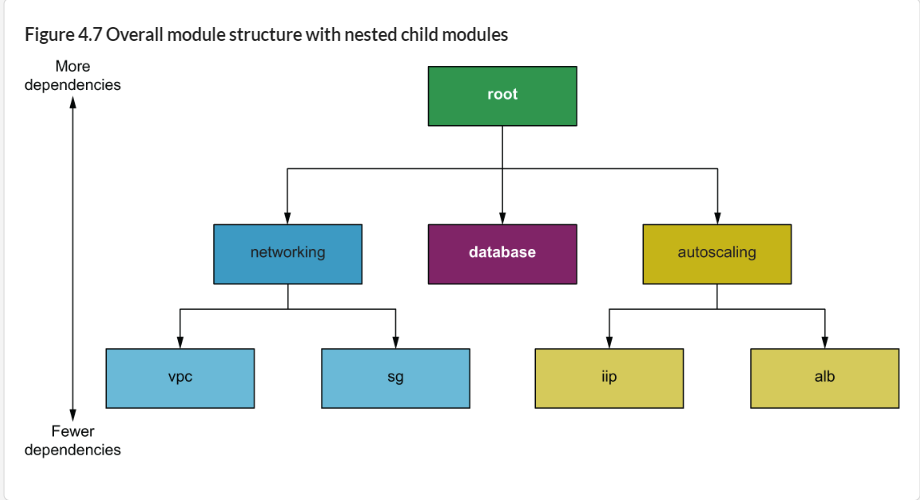 Figure 4.7 Overall module structure with nested child modules
More
dependencies
root
networking
database
autoscaling
vpc
sg
iip
alb
Fewer
dependencies